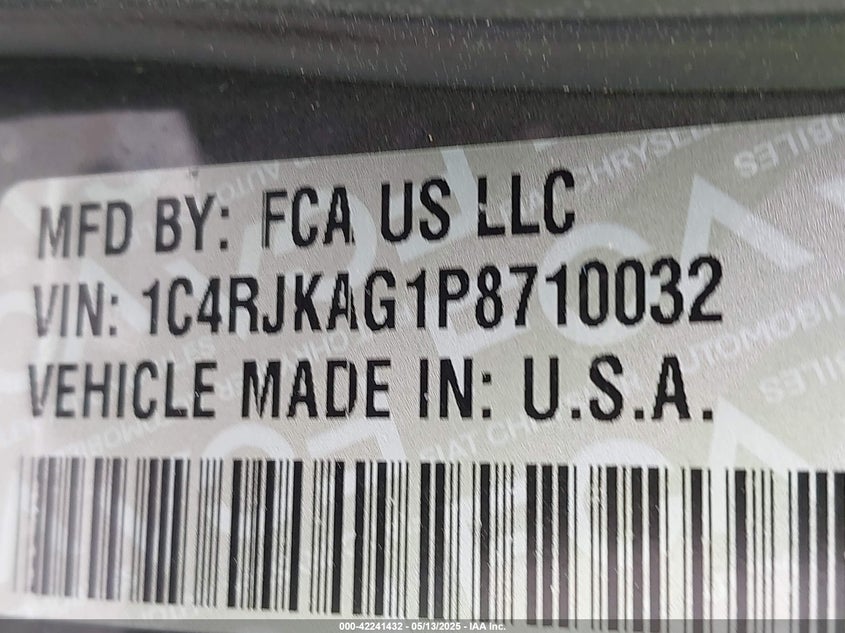 MFD BY: FCA US LLC
VIN: 1C4RJKAG1P8710032
VEHICLE MADE IN: U.S.A.
000-42241432 - 05/13/2025 - IAA Inc.